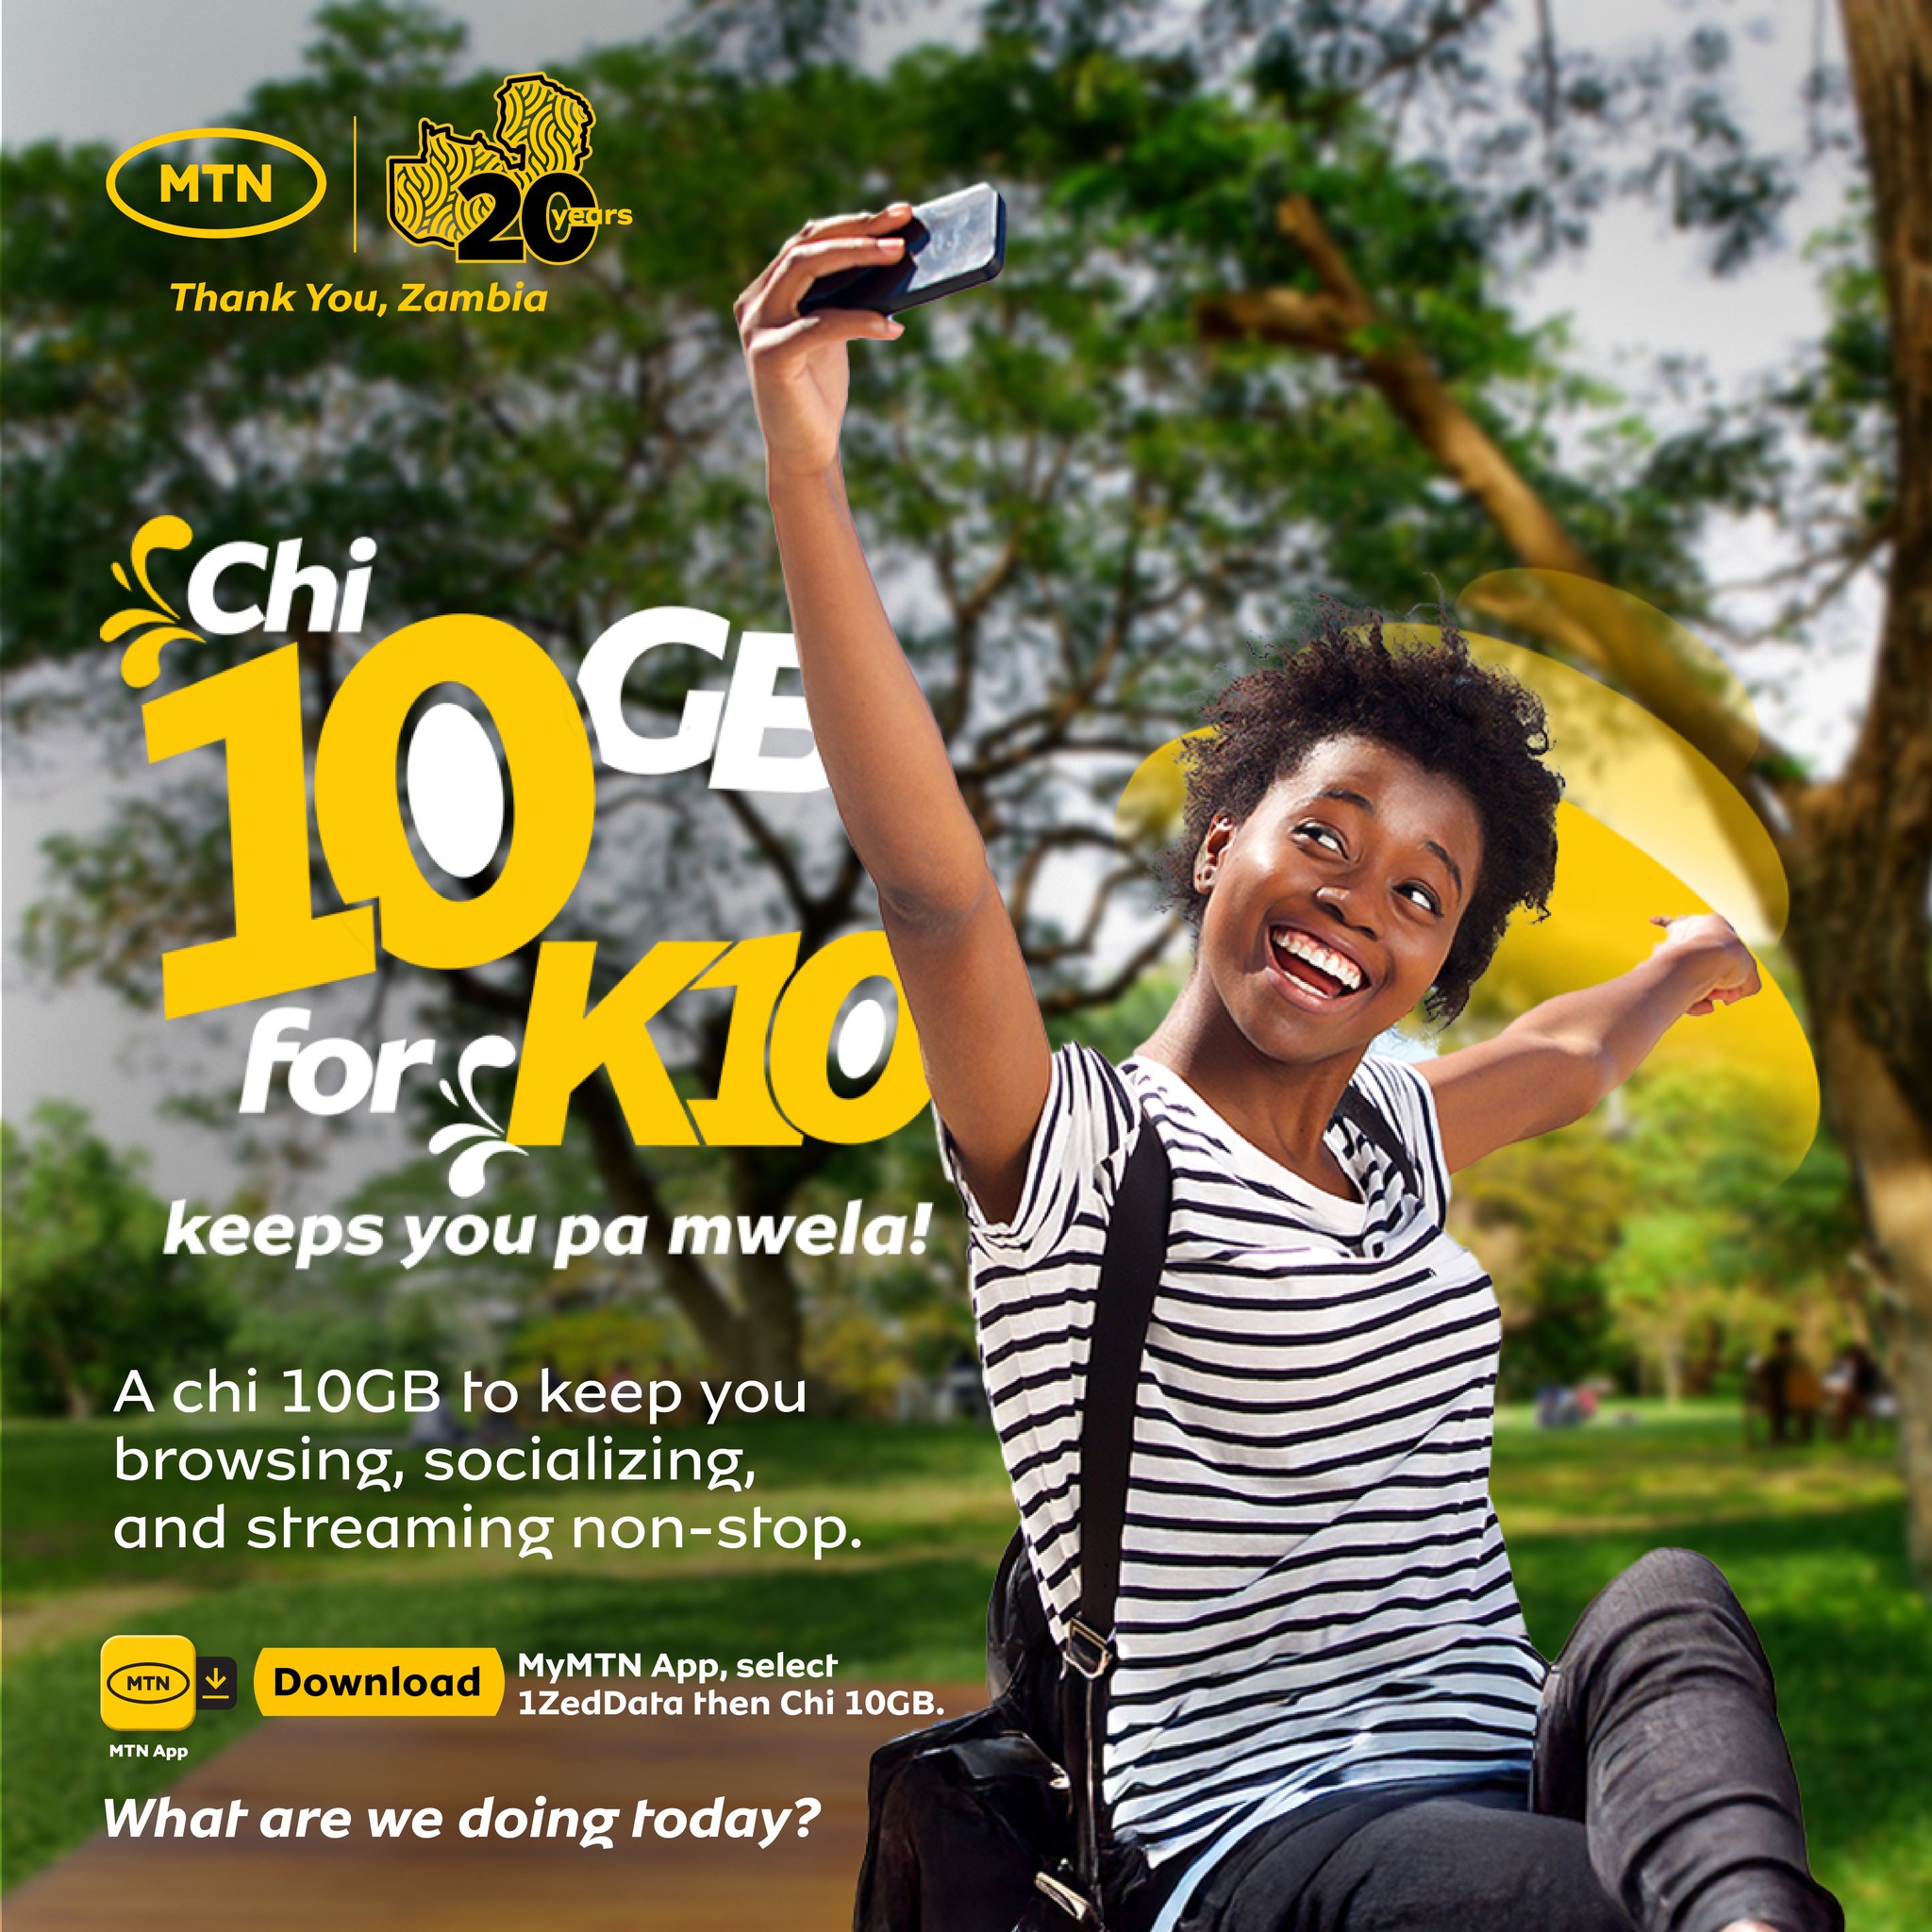 MTN
20 years
Thank You, Zambia
Chi
10GB
for K10
keeps you pa mwela!
A chi 10GB to keep you
browsing, socializing,
and streaming non-stop.
MTN
MTN App
Download
MyMTN App, select
1ZedData then Chi 10GB.
What are we doing today?